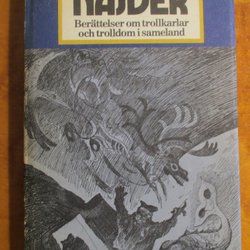 NAJDER
Berättelser om trollkarlar
och trolldom i sameland